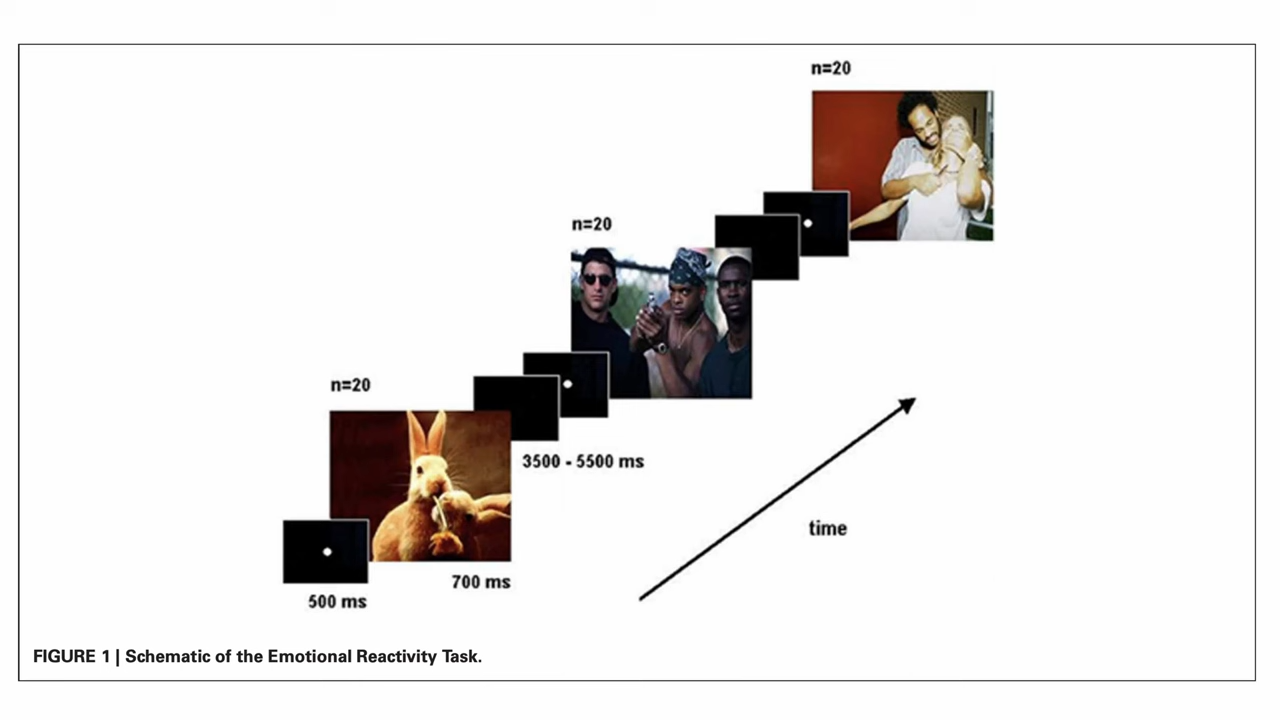 n=20
n=20
n=20
3500 - 5500 ms
time
700 ms
500 ms
FIGURE 1 | Schematic of the Emotional Reactivity Task.